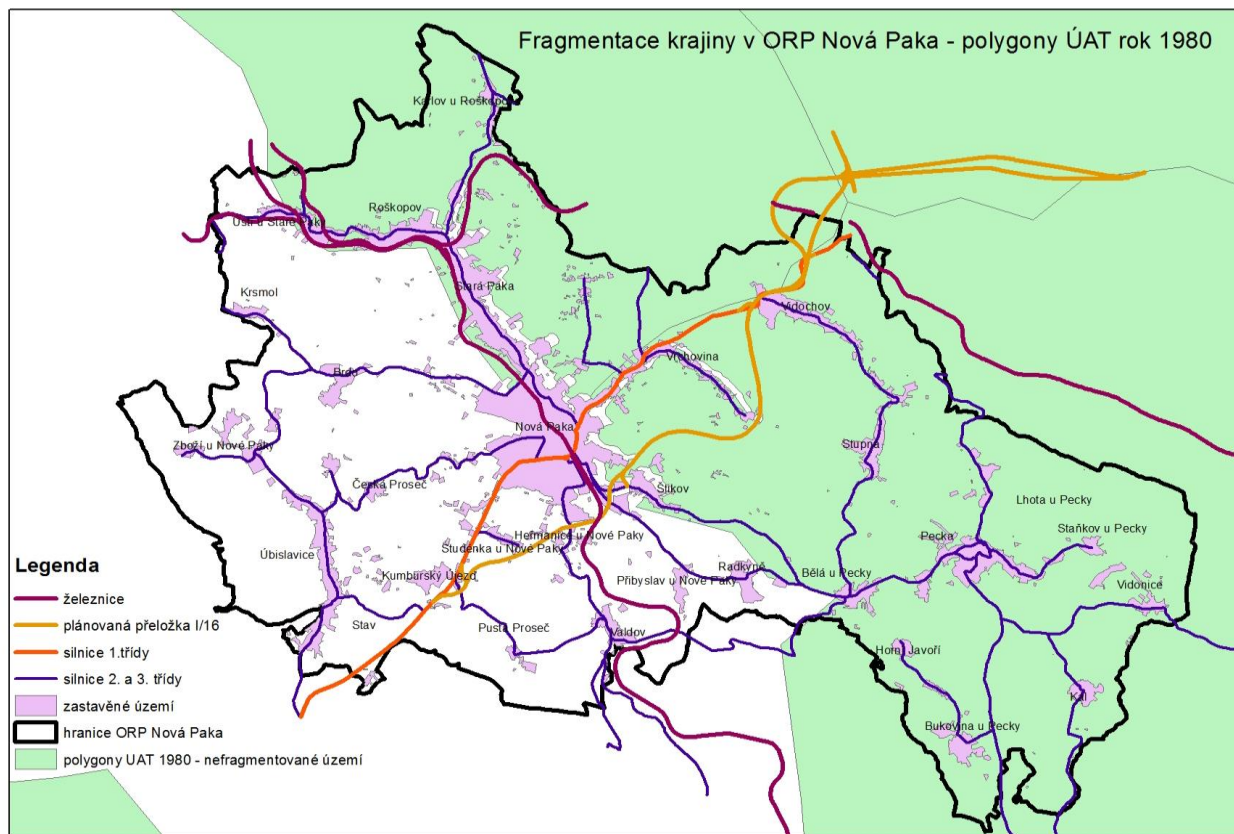 Fragmentace krajiny v ORP Nová Paka - polygony ÚAT rok 1980
Karlov u Roškopova
Roškopov
Ústí u Staré Paky
Stará Paka
Krsmol
Vidochov
Vrchovina
Brdo
Nová Paka
Zboží u Nové Paky
Stupná
Česká Proseč
Štikov
Lhota u Pecky
Staňkov u Pecky
Heřmanice u Nové Paky
Pecka
Úbislavice
Studénka u Nové Paky
Radkyně
Bělá u Pecky
Kumburský Újezd
Přibyslav u Nové Paky
Vidonice
Stav
Pustá Proseč
Valdov
Horní Javoří
Kal
Bukovina u Pecky
Legenda
železnice
plánovaná přeložka I/16
silnice 1.třídy
silnice 2. a 3. třídy
zastavěné území
hranice ORP Nová Paka
polygony UAT 1980 - nefragmentované území